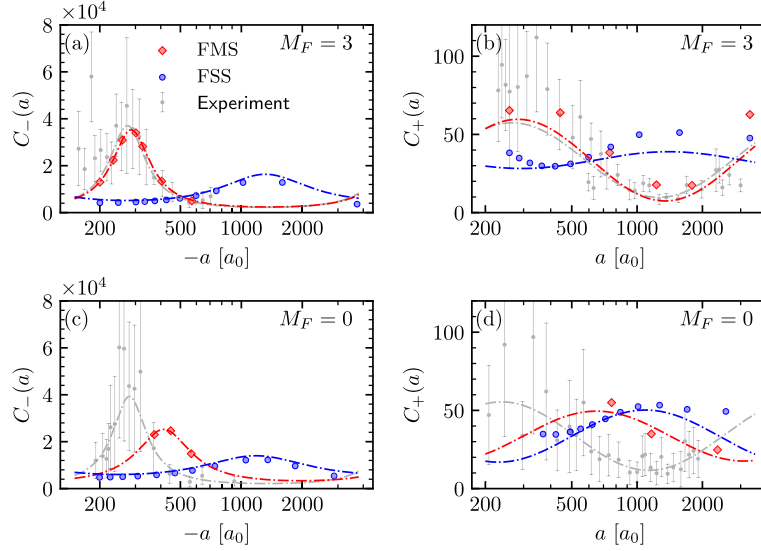 ×10⁴
8
6
4
2
0
C₋(a)
(a)
M_F = 3
FMS
FSS
Experiment
200
500
1000
2000
−a [a₀]
100
50
0
C₊(a)
(b)
M_F = 3
200
500
1000
2000
a [a₀]
×10⁴
8
6
4
2
0
C₋(a)
(c)
M_F = 0
200
500
1000
2000
−a [a₀]
100
50
0
C₊(a)
(d)
M_F = 0
200
500
1000
2000
a [a₀]